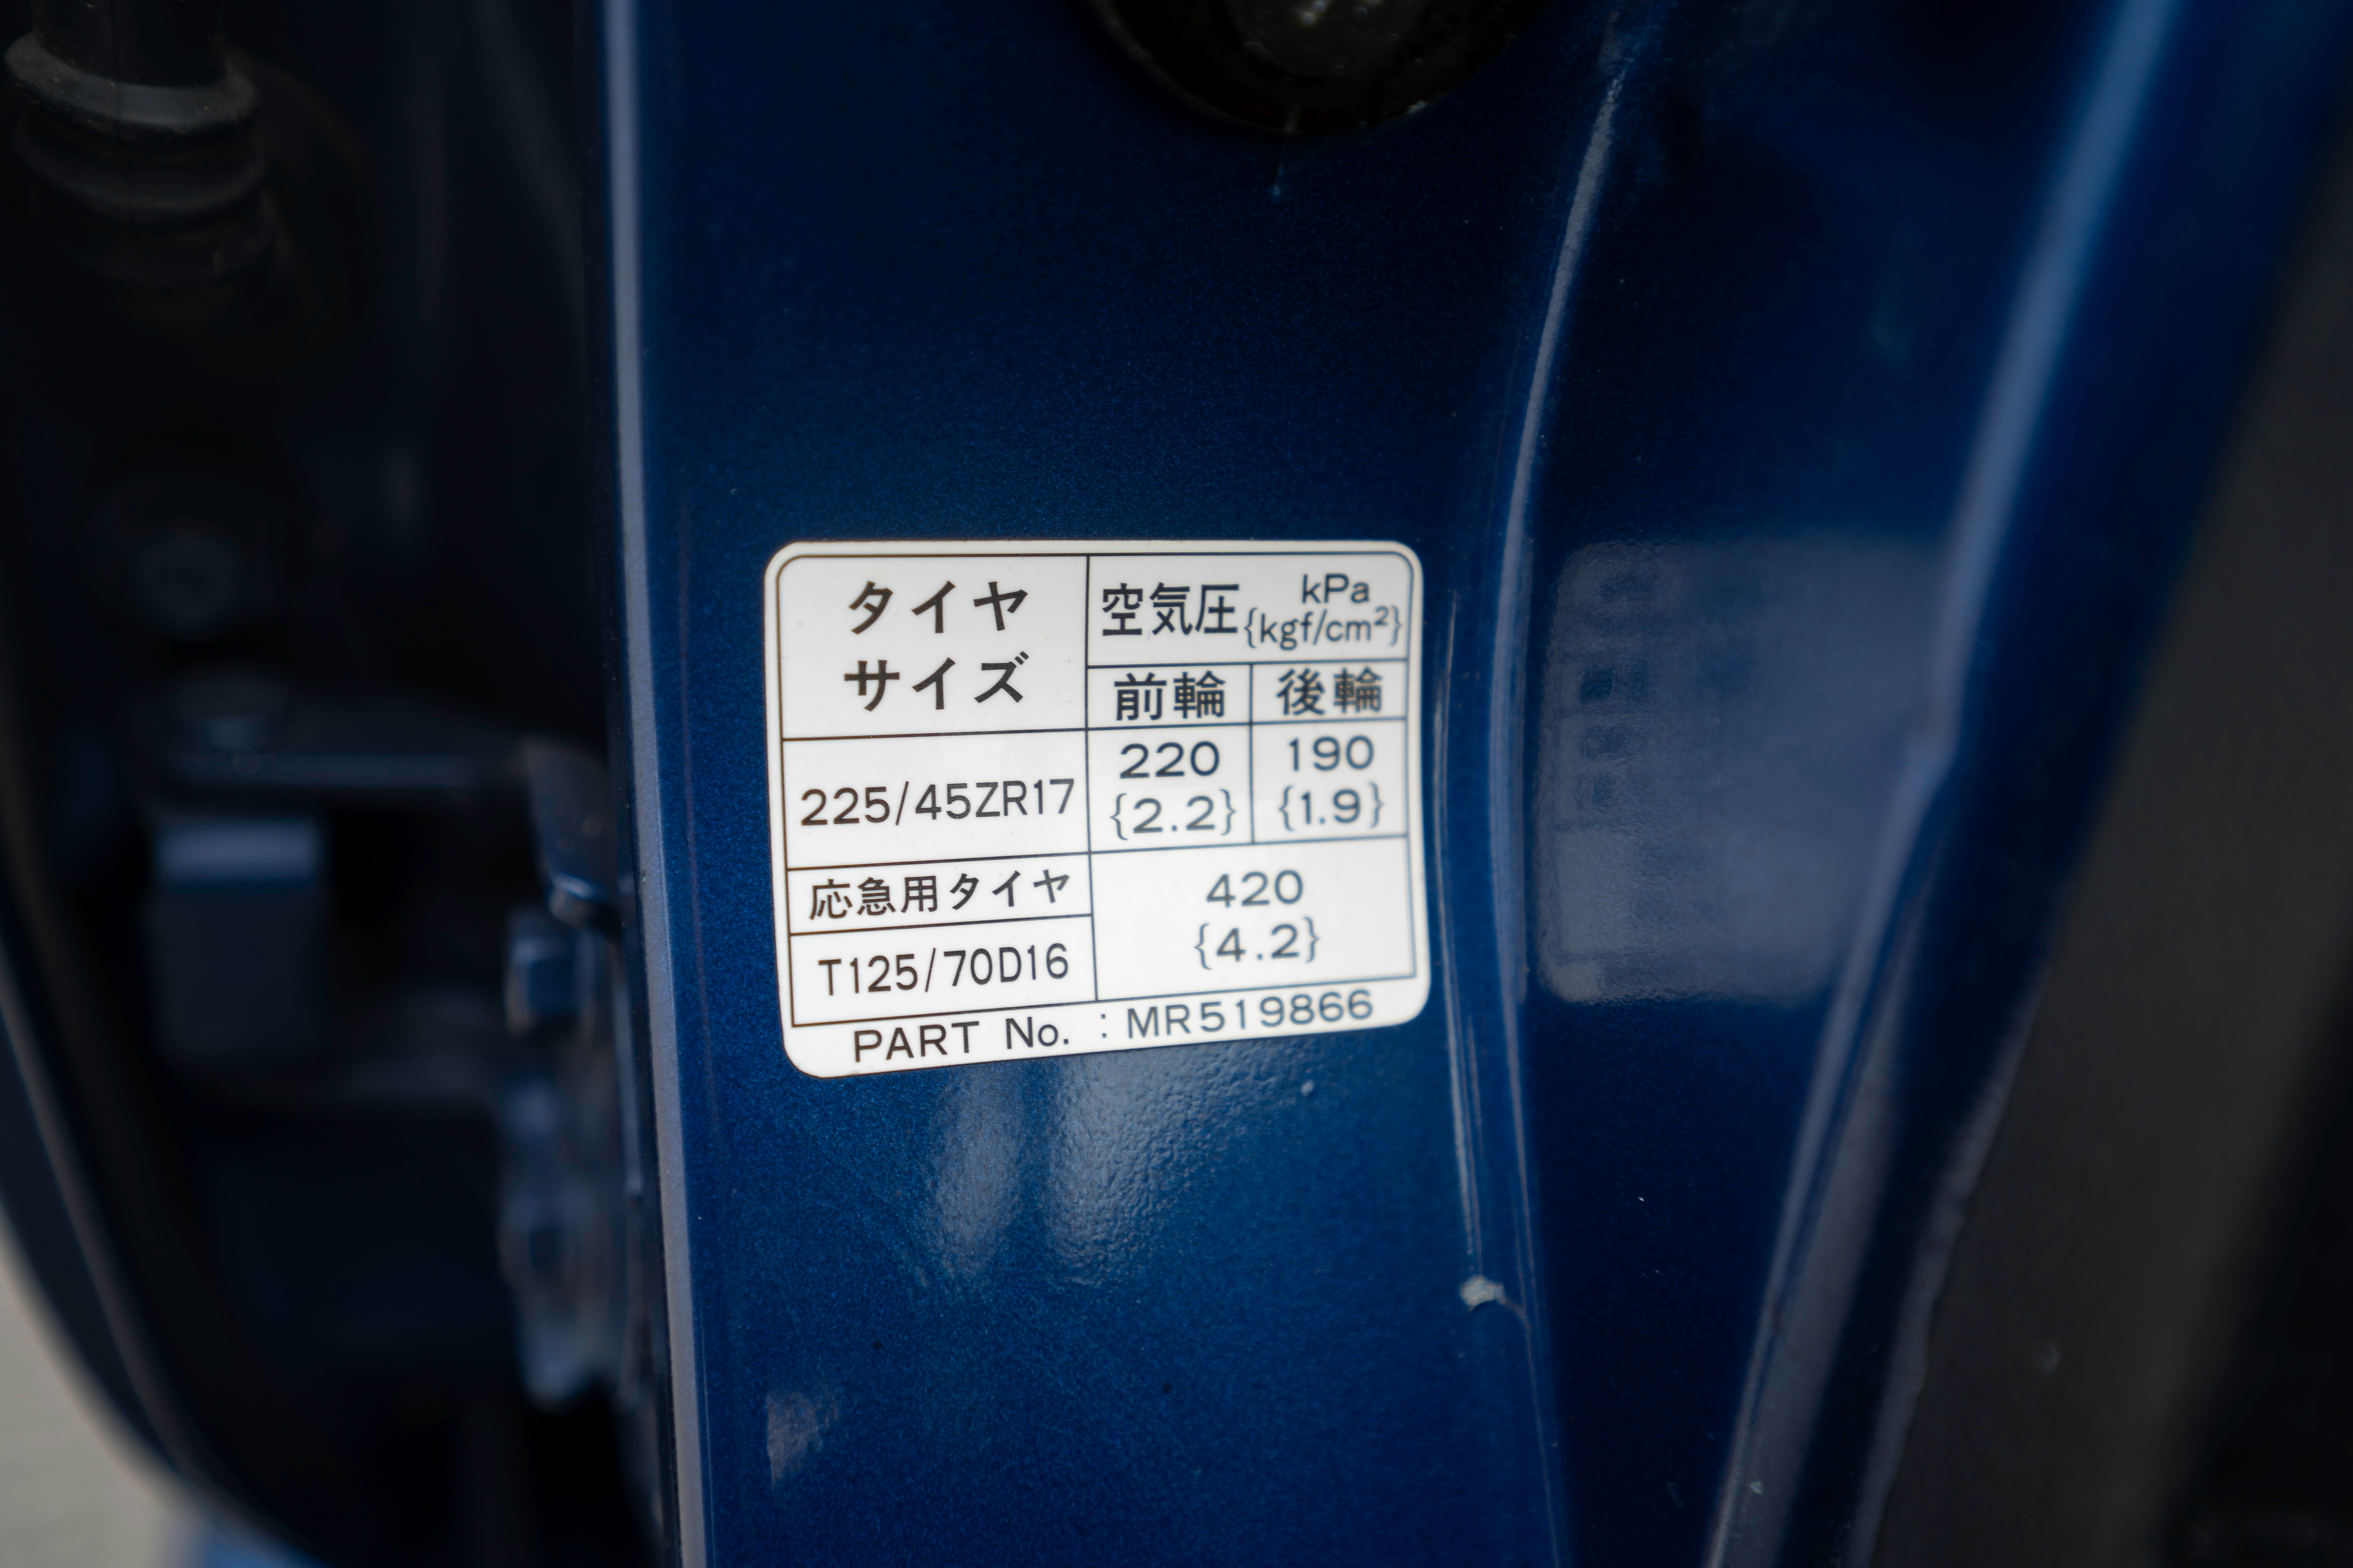 タイヤ
サイズ
空気圧 kPa
{kgf/cm²}
前輪 後輪
225/45ZR17 220 190
{2.2} {1.9}
応急用タイヤ 420
T125/70D16 {4.2}
PART No. : MR519866